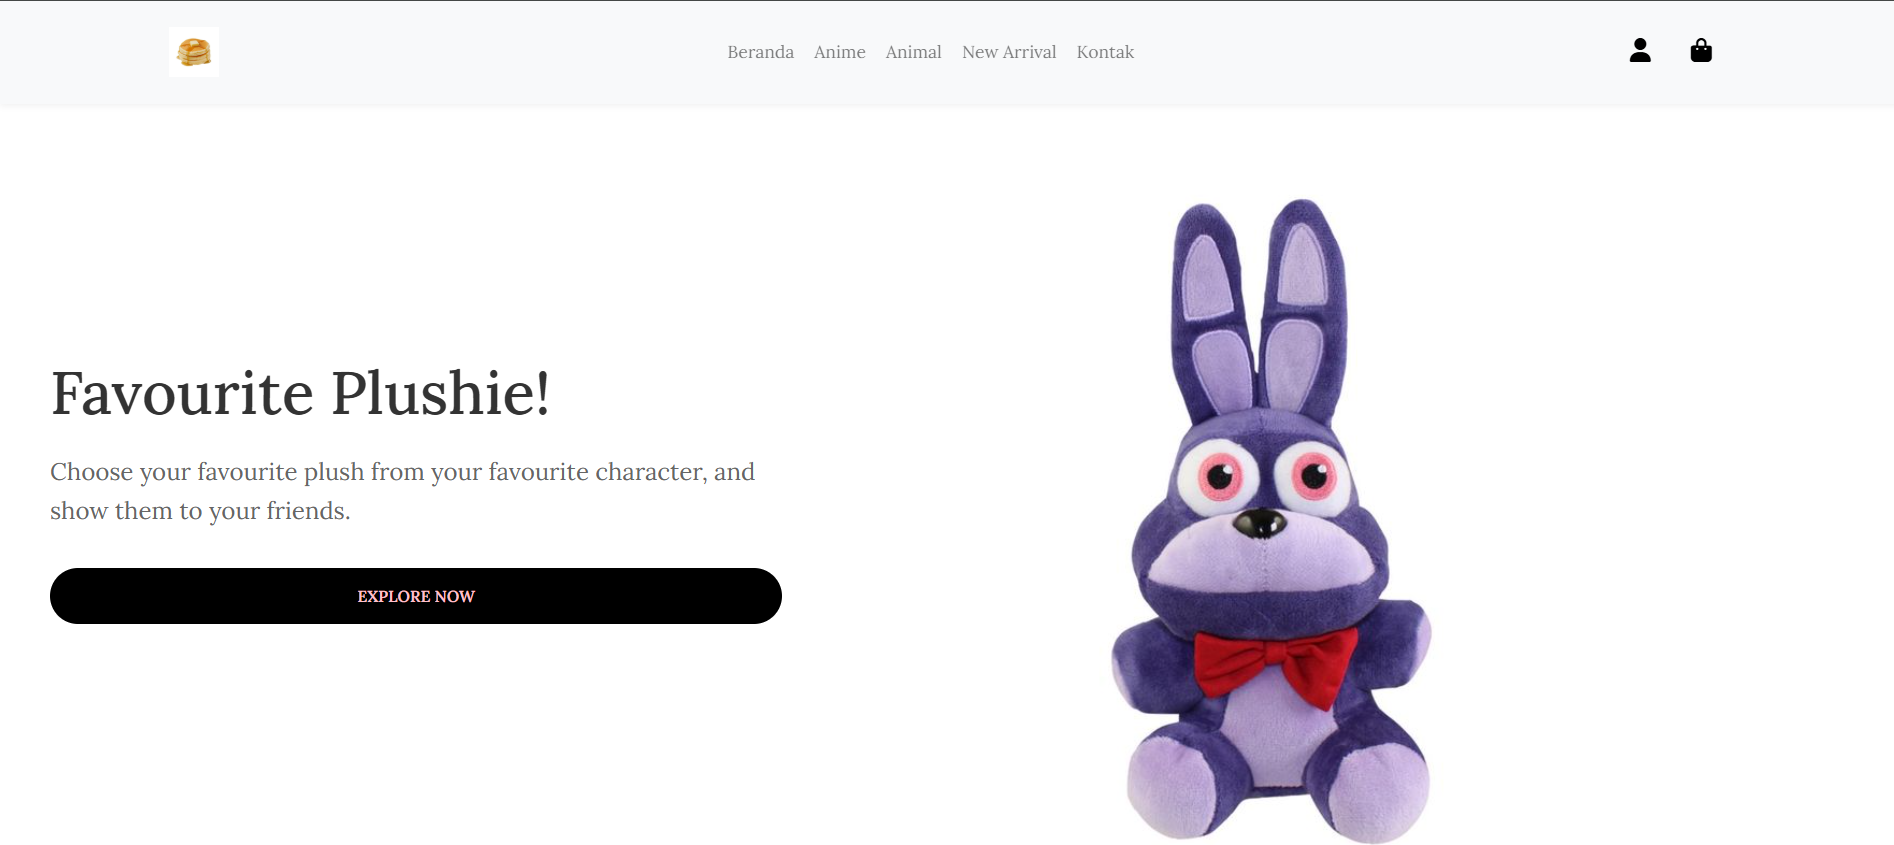 Beranda Anime Animal New Arrival Kontak
Favourite Plushie!
Choose your favourite plush from your favourite character, and
show them to your friends.
EXPLORE NOW